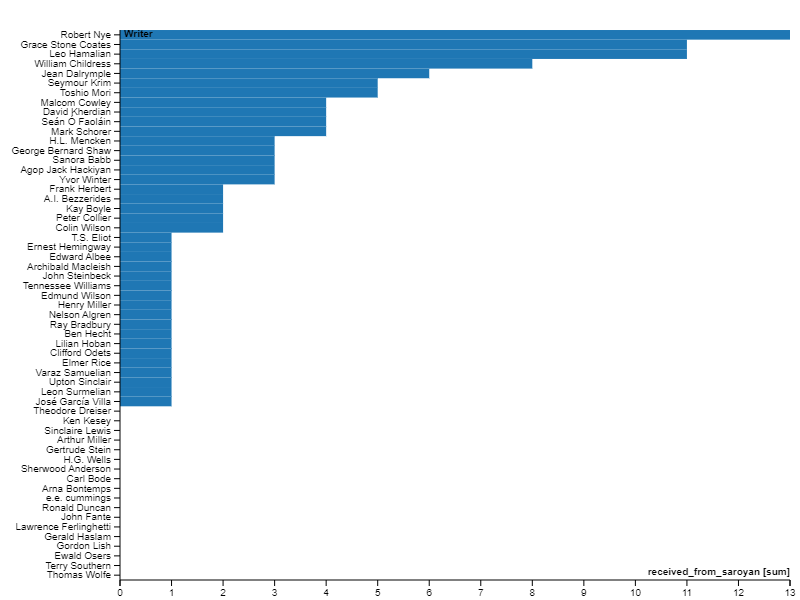 Writer
Robert Nye
Grace Stone Coates
Leo Hamalian
William Childress
Jean Dalrymple
Seymour Krim
Toshio Mori
Malcom Cowley
David Kherdian
Seán Ó Faoláin
Mark Schorer
H.L. Mencken
George Bernard Shaw
Sanora Babb
Agop Jack Hackiyan
Yvor Winter
Frank Herbert
A.I. Bezzerides
Kay Boyle
Peter Collier
Colin Wilson
T.S. Eliot
Ernest Hemingway
Edward Albee
Archibald Macleish
John Steinbeck
Tennessee Williams
Edmund Wilson
Henry Miller
Nelson Algren
Ray Bradbury
Ben Hecht
Lilian Hoban
Clifford Odets
Elmer Rice
Varaz Samuelian
Upton Sinclair
Leon Surmelian
José García Villa
Theodore Dreiser
Ken Kesey
Sinclaire Lewis
Arthur Miller
Gertrude Stein
H.G. Wells
Sherwood Anderson
Carl Bode
Arna Bontemps
e.e. cummings
Ronald Duncan
John Fante
Lawrence Ferlinghetti
Gerald Haslam
Gordon Lish
Ewald Osers
Terry Southern
Thomas Wolfe
received_from_saroyan [sum]
0 1 2 3 4 5 6 7 8 9 10 11 12 13